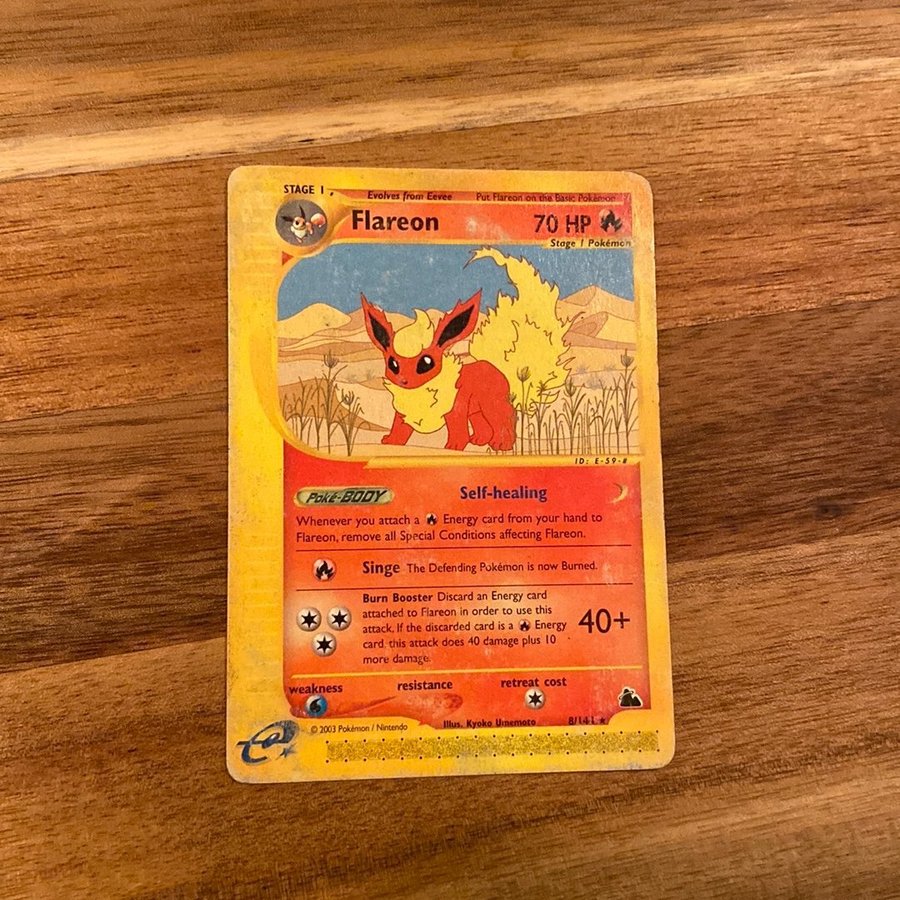 STAGE 1
Evolves from Eevee Put Flareon on the Basic Pokémon
Flareon 70 HP
Stage 1 Pokémon
ID: E-59-#
Poké-BODY Self-healing
Whenever you attach a Energy card from your hand to
Flareon, remove all Special Conditions affecting Flareon.
Singe The Defending Pokémon is now Burned.
Burn Booster Discard an Energy card
attached to Flareon in order to use this
attack. If the discarded card is a Energy
card, this attack does 40 damage plus 10
more damage.
40+
weakness resistance retreat cost
© 2003 Pokémon / Nintendo Illus. Kyoko Umemoto 8/144 ★
e